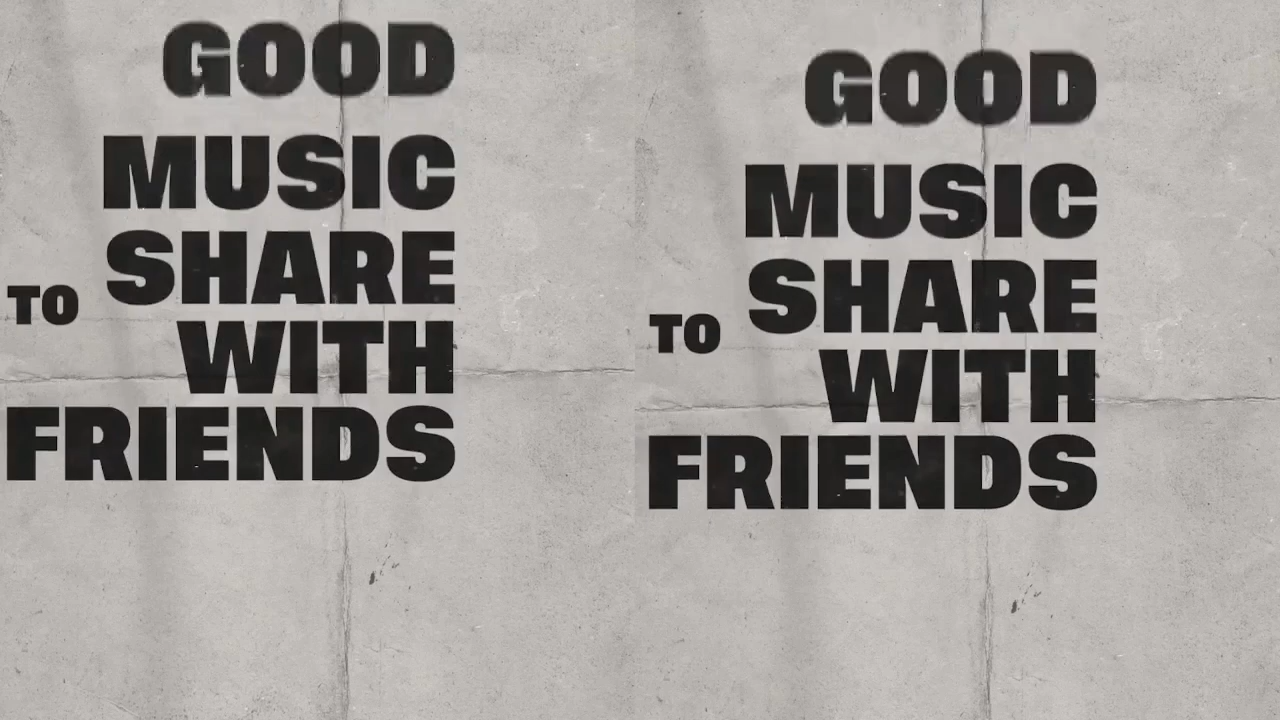 GOOD
MUSIC
TO SHARE
WITH
FRIENDS
GOOD
MUSIC
TO SHARE
WITH
FRIENDS